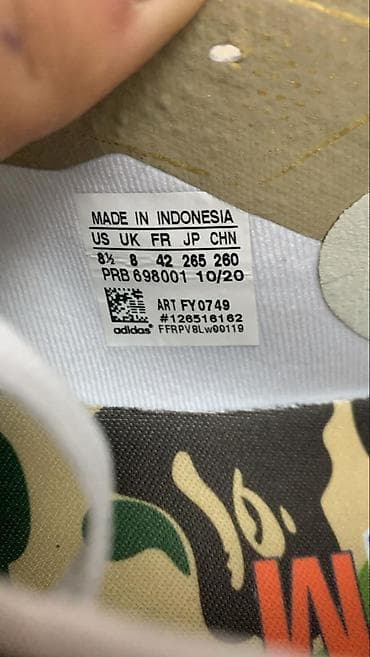 MADE IN INDONESIA
US UK FR JP CHN
8½ 8 42 265 260
PRB 698001 10/20
ART FY0749
#126516162
adidas FFRPV8LW00119
M